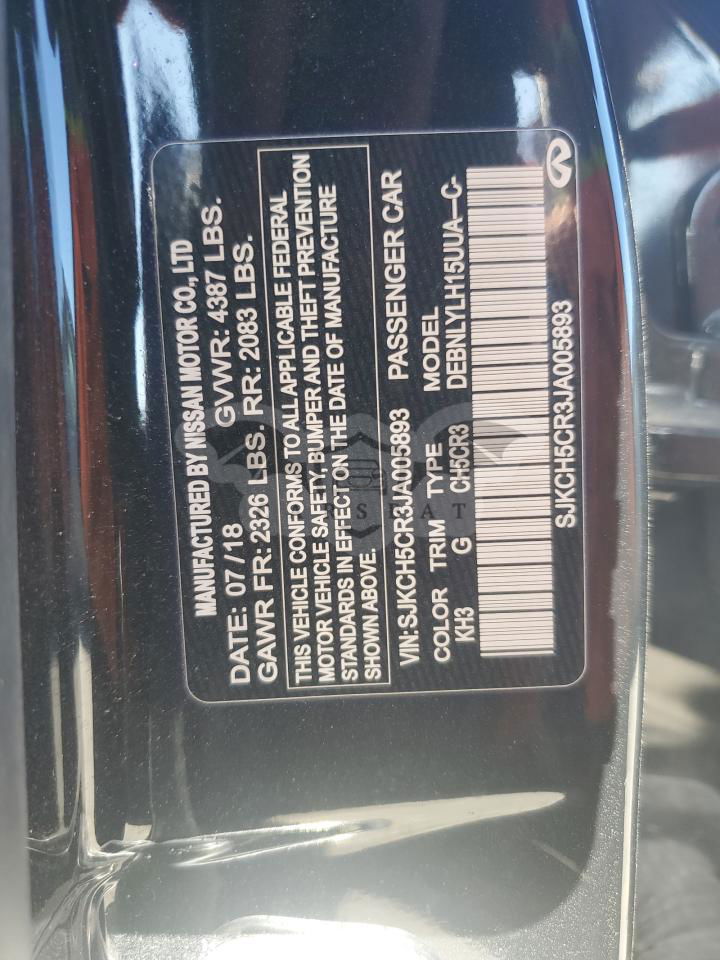 MANUFACTURED BY NISSAN MOTOR CO., LTD
DATE: 07/18 GVWR: 4387 LBS.
GAWR FR: 2326 LBS. RR: 2083 LBS.
THIS VEHICLE CONFORMS TO ALL APPLICABLE FEDERAL
MOTOR VEHICLE SAFETY, BUMPER AND THEFT PREVENTION
STANDARDS IN EFFECT ON THE DATE OF MANUFACTURE
SHOWN ABOVE.
VIN: SJKCH5CR3JA005893 PASSENGER CAR
COLOR TRIM TYPE MODEL
KH3 G CH5CR3 DEBNLYLH15UUA-C-
SJKCH5CR3JA005893